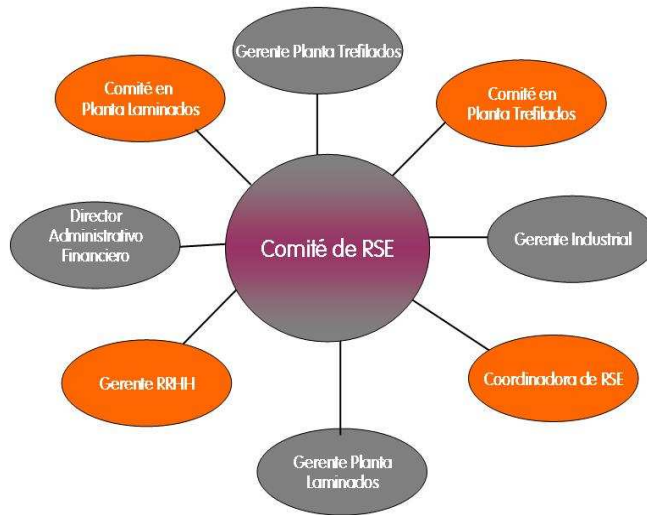 Gerente Planta Trefilados
Comité en
Planta Laminados
Comité en
Planta Trefilados
Director
Administrativo
Financiero
Comité de RSE
Gerente Industrial
Gerente RRHH
Coordinadora de RSE
Gerente Planta
Laminados